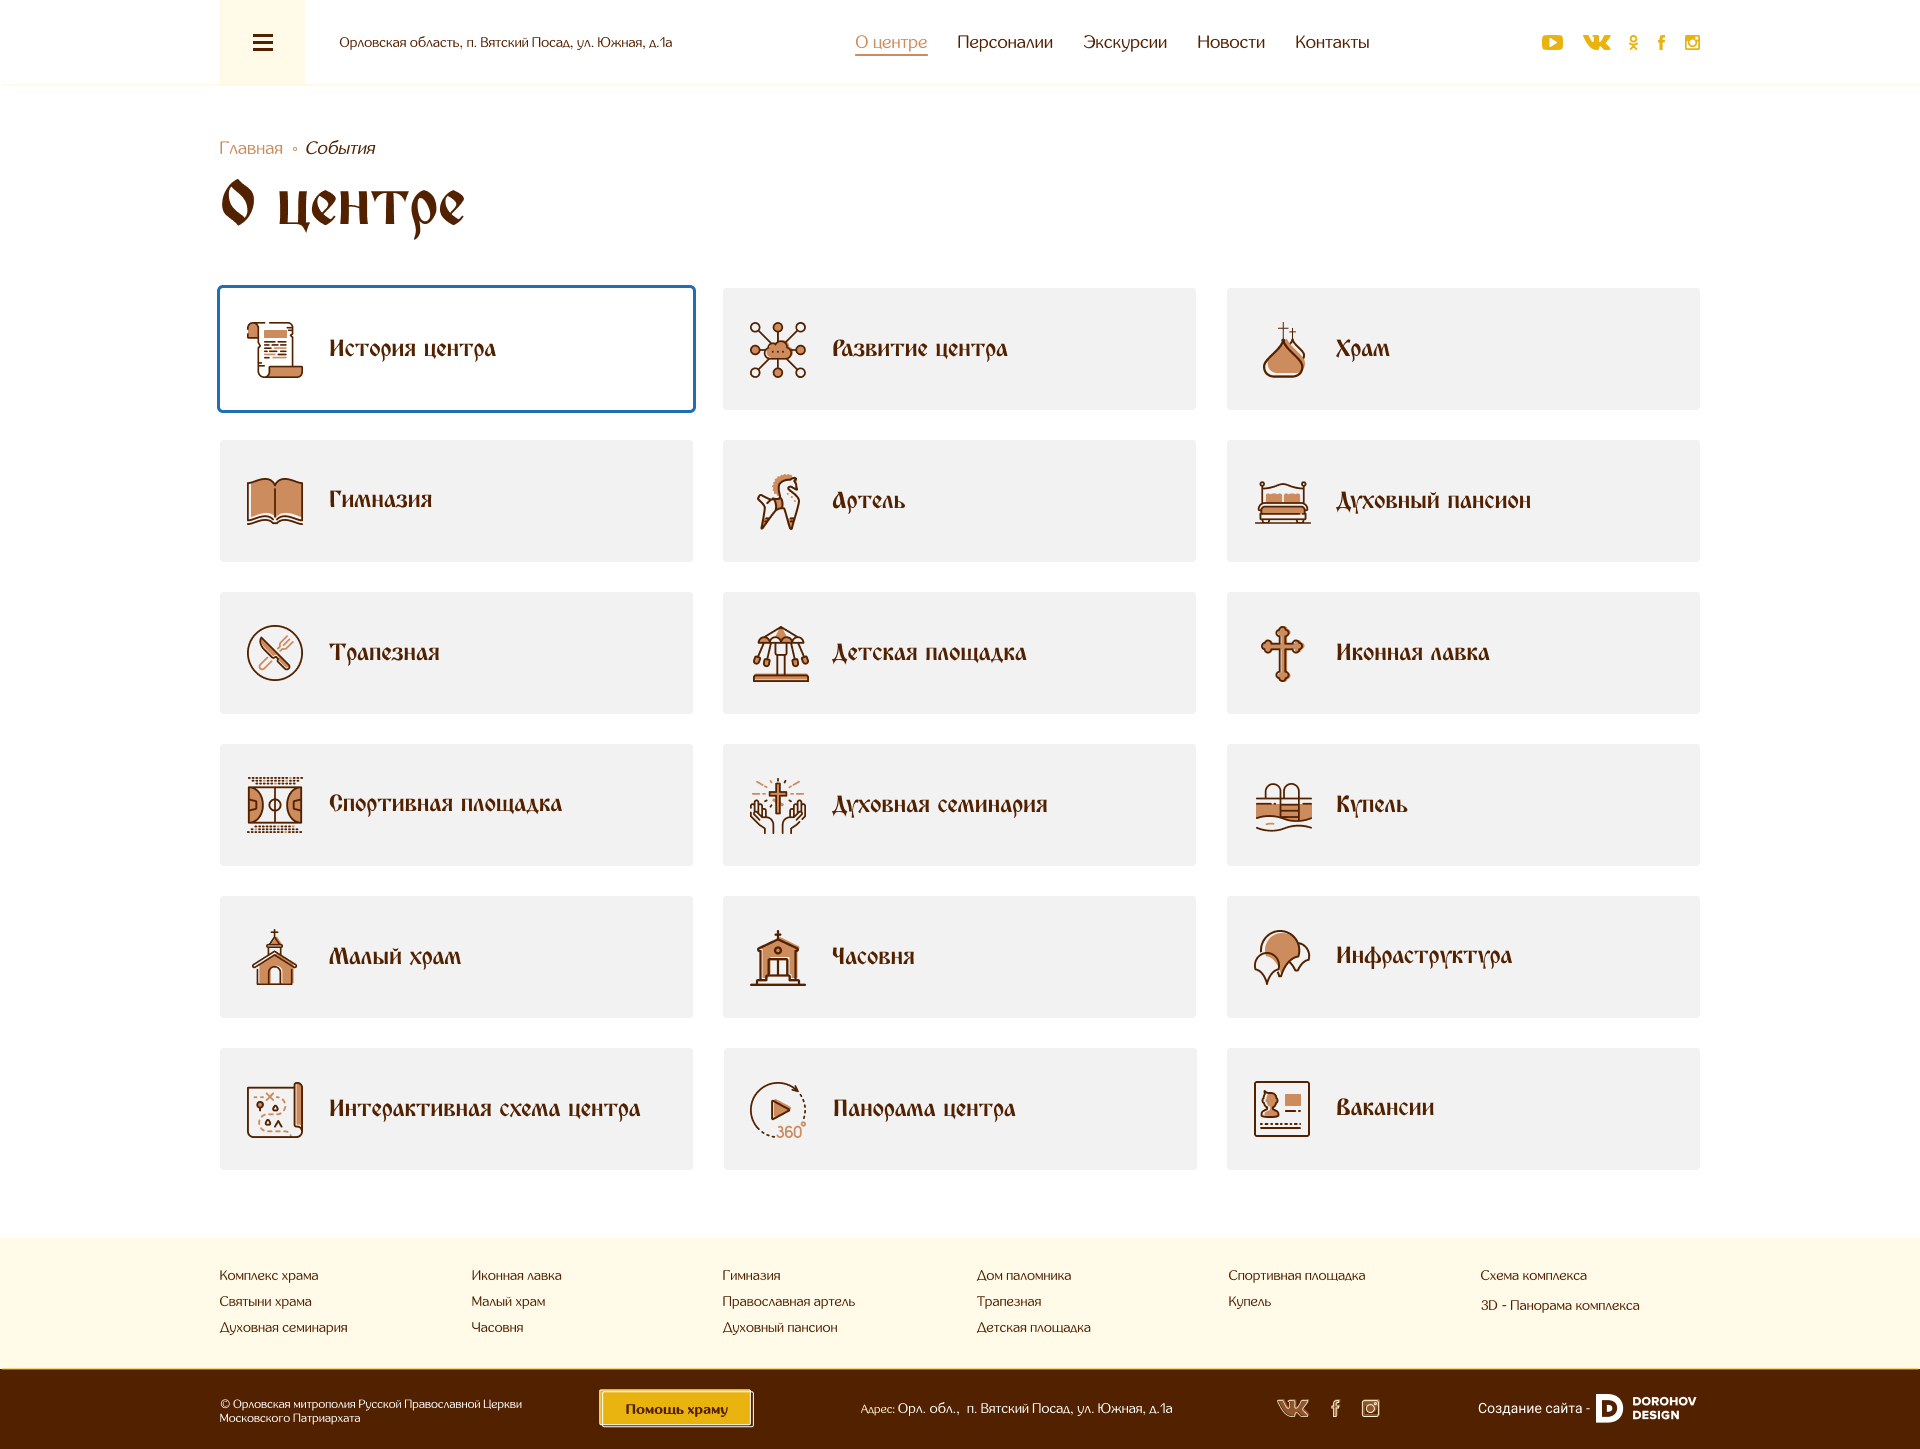 Орловская область, п. Вятский Посад, ул. Южная, д.1а
О центре
Персоналии
Экскурсии
Новости
Контакты
Главная
События
О центре
История центра
Развитие центра
Храм
Гимназия
Артель
Духовный пансион
Трапезная
Детская площадка
Иконная лавка
Спортивная площадка
Духовная семинария
Купель
Малый храм
Часовня
Инфраструктура
Интерактивная схема центра
360°
Панорама центра
Вакансии
Комплекс храма
Иконная лавка
Гимназия
Дом паломника
Спортивная площадка
Схема комплекса
Святыни храма
Малый храм
Православная артель
Трапезная
Купель
3D - Панорама комплекса
Духовная семинария
Часовня
Духовный пансион
Детская площадка
© Орловская митрополия Русской Православной Церкви
Московского Патриархата
Помощь храму
Адрес: Орл. обл., п. Вятский Посад, ул. Южная, д.1а
Создание сайта -
DOROHOV
DESIGN